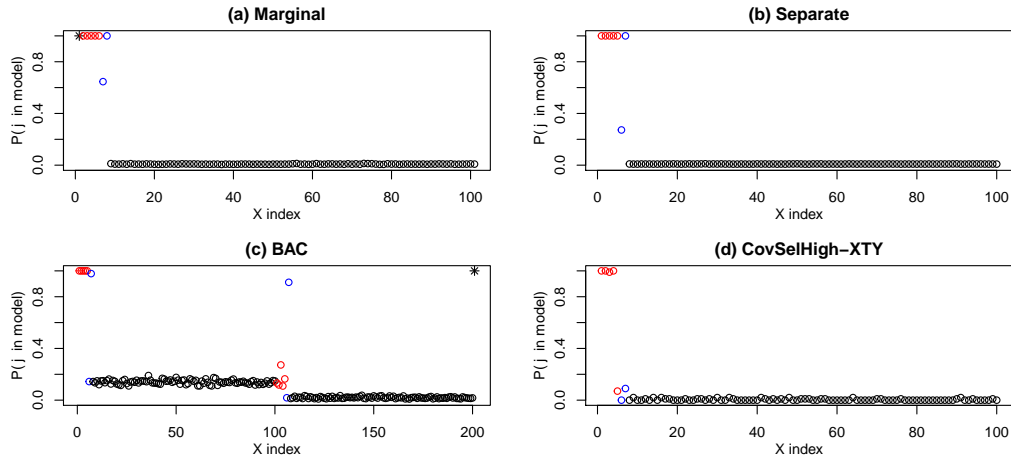 (a) Marginal
P( j in model)
0.0 0.4 0.8
0 20 40 60 80 100
X index
(b) Separate
P( j in model)
0.0 0.4 0.8
0 20 40 60 80 100
X index
(c) BAC
P( j in model)
0.0 0.4 0.8
0 50 100 150 200
X index
(d) CovSelHigh−XTY
P( j in model)
0.0 0.4 0.8
0 20 40 60 80 100
X index